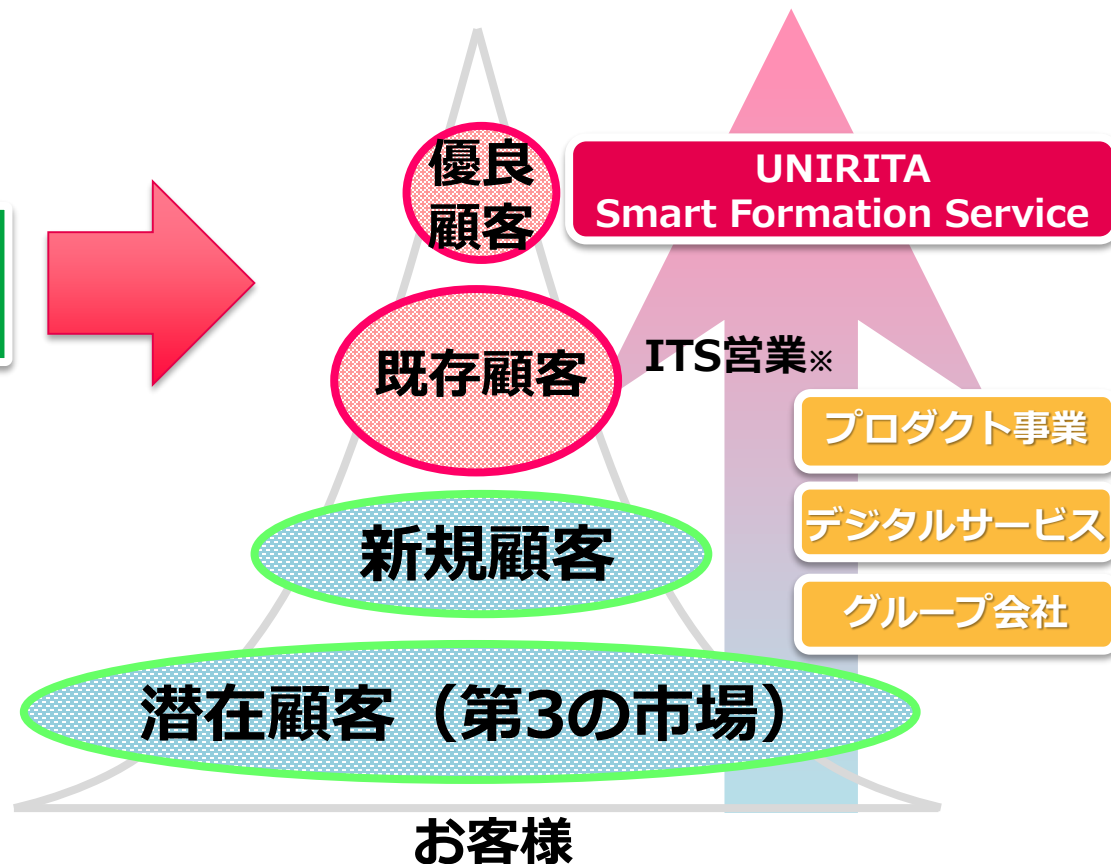 優良
顧客
UNIRITA
Smart Formation Service
既存顧客
ITS営業※
プロダクト事業
デジタルサービス
新規顧客
グループ会社
潜在顧客（第3の市場）
お客様